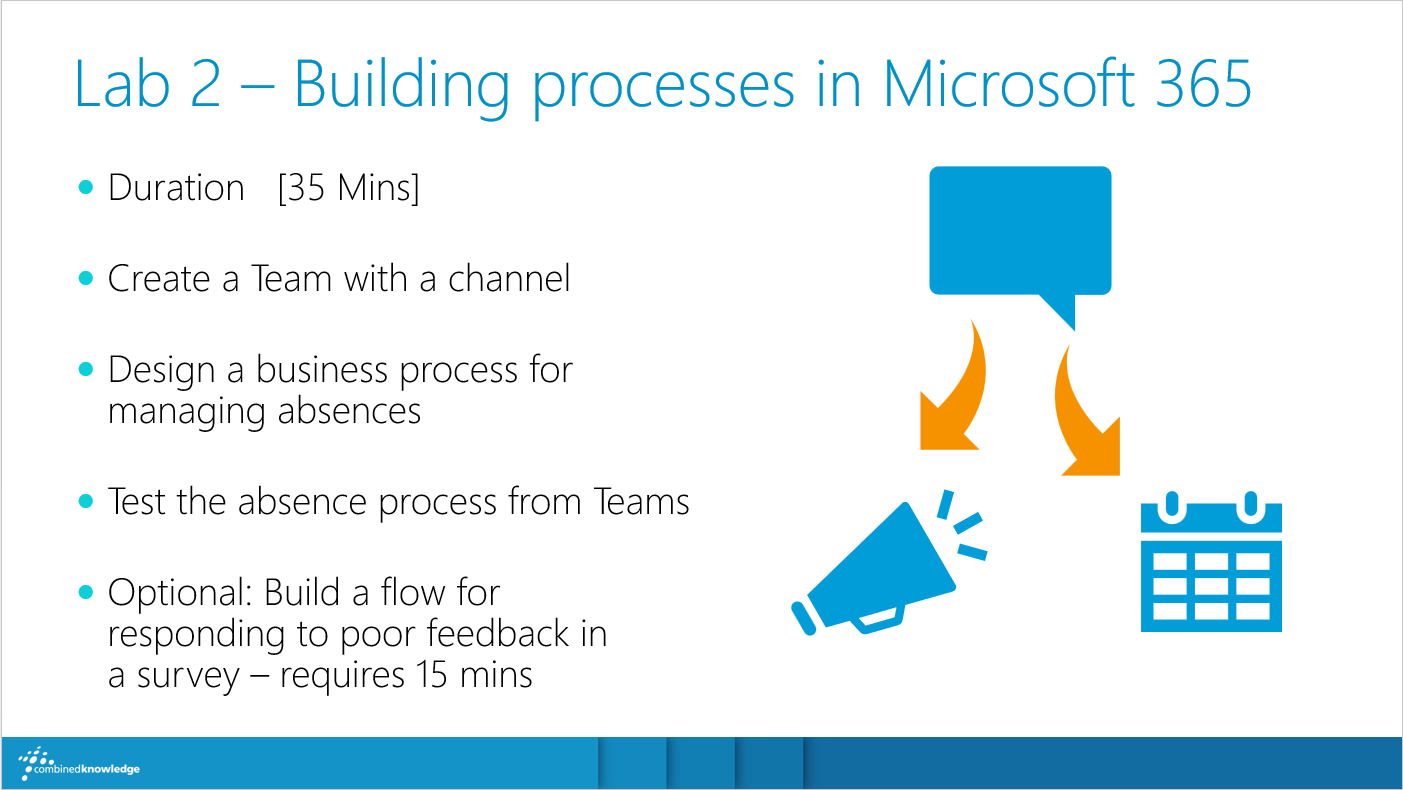 Lab 2 – Building processes in Microsoft 365
Duration [35 Mins]
Create a Team with a channel
Design a business process for
managing absences
Test the absence process from Teams
Optional: Build a flow for
responding to poor feedback in
a survey – requires 15 mins
combinedknowledge